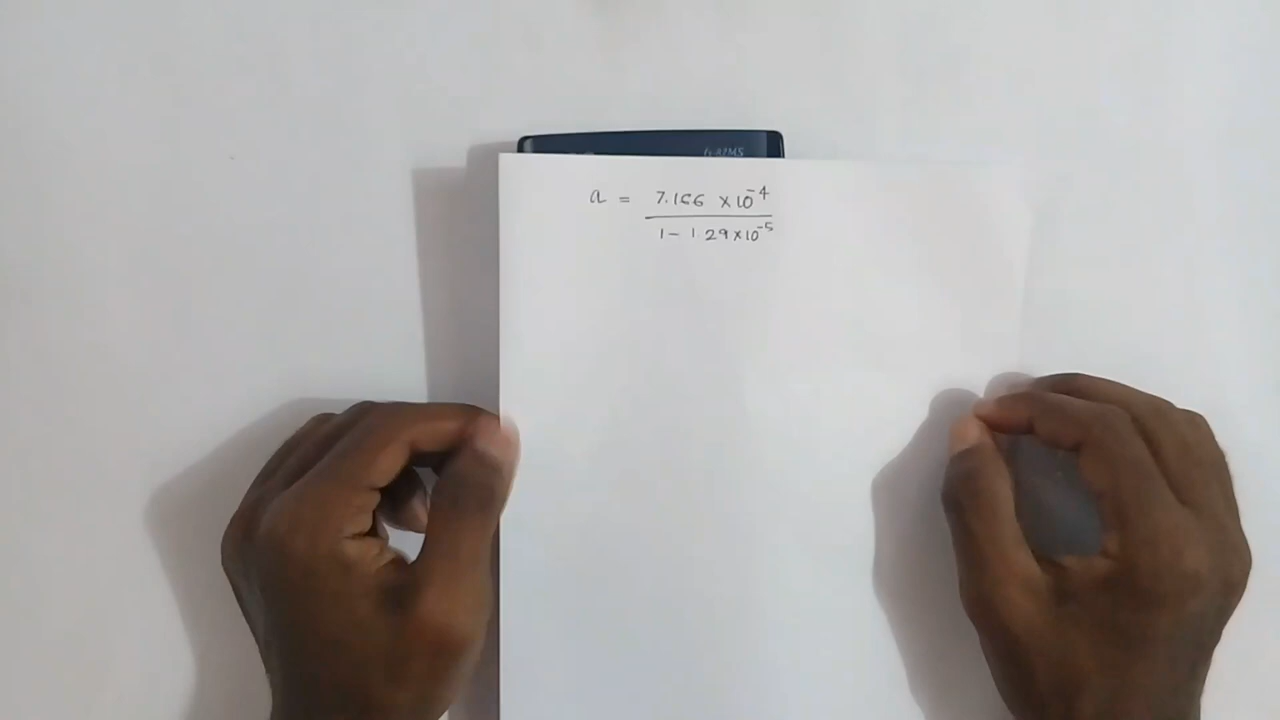 a = 7.166 ×10⁻⁴
1 - 1 29×10⁻⁵